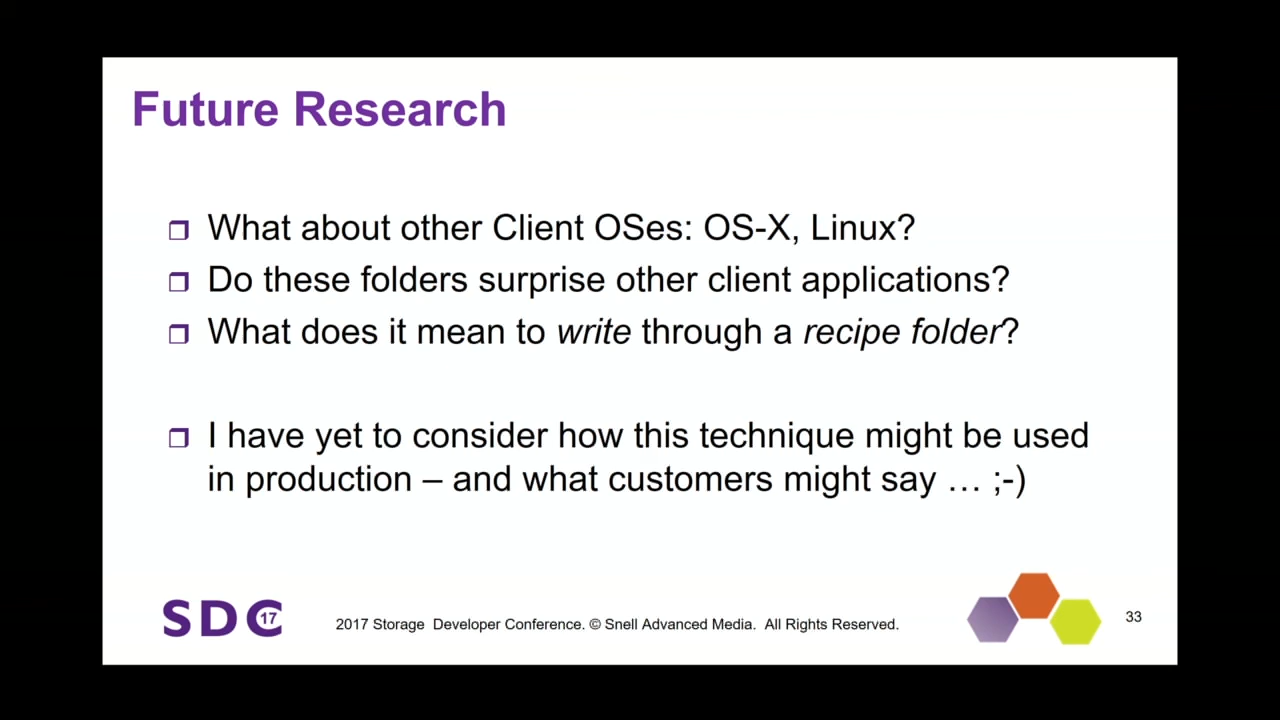 Future Research
What about other Client OSes: OS-X, Linux?
Do these folders surprise other client applications?
What does it mean to write through a recipe folder?
I have yet to consider how this technique might be used
in production – and what customers might say … ;-)
SDC 17
2017 Storage Developer Conference. © Snell Advanced Media. All Rights Reserved.
33